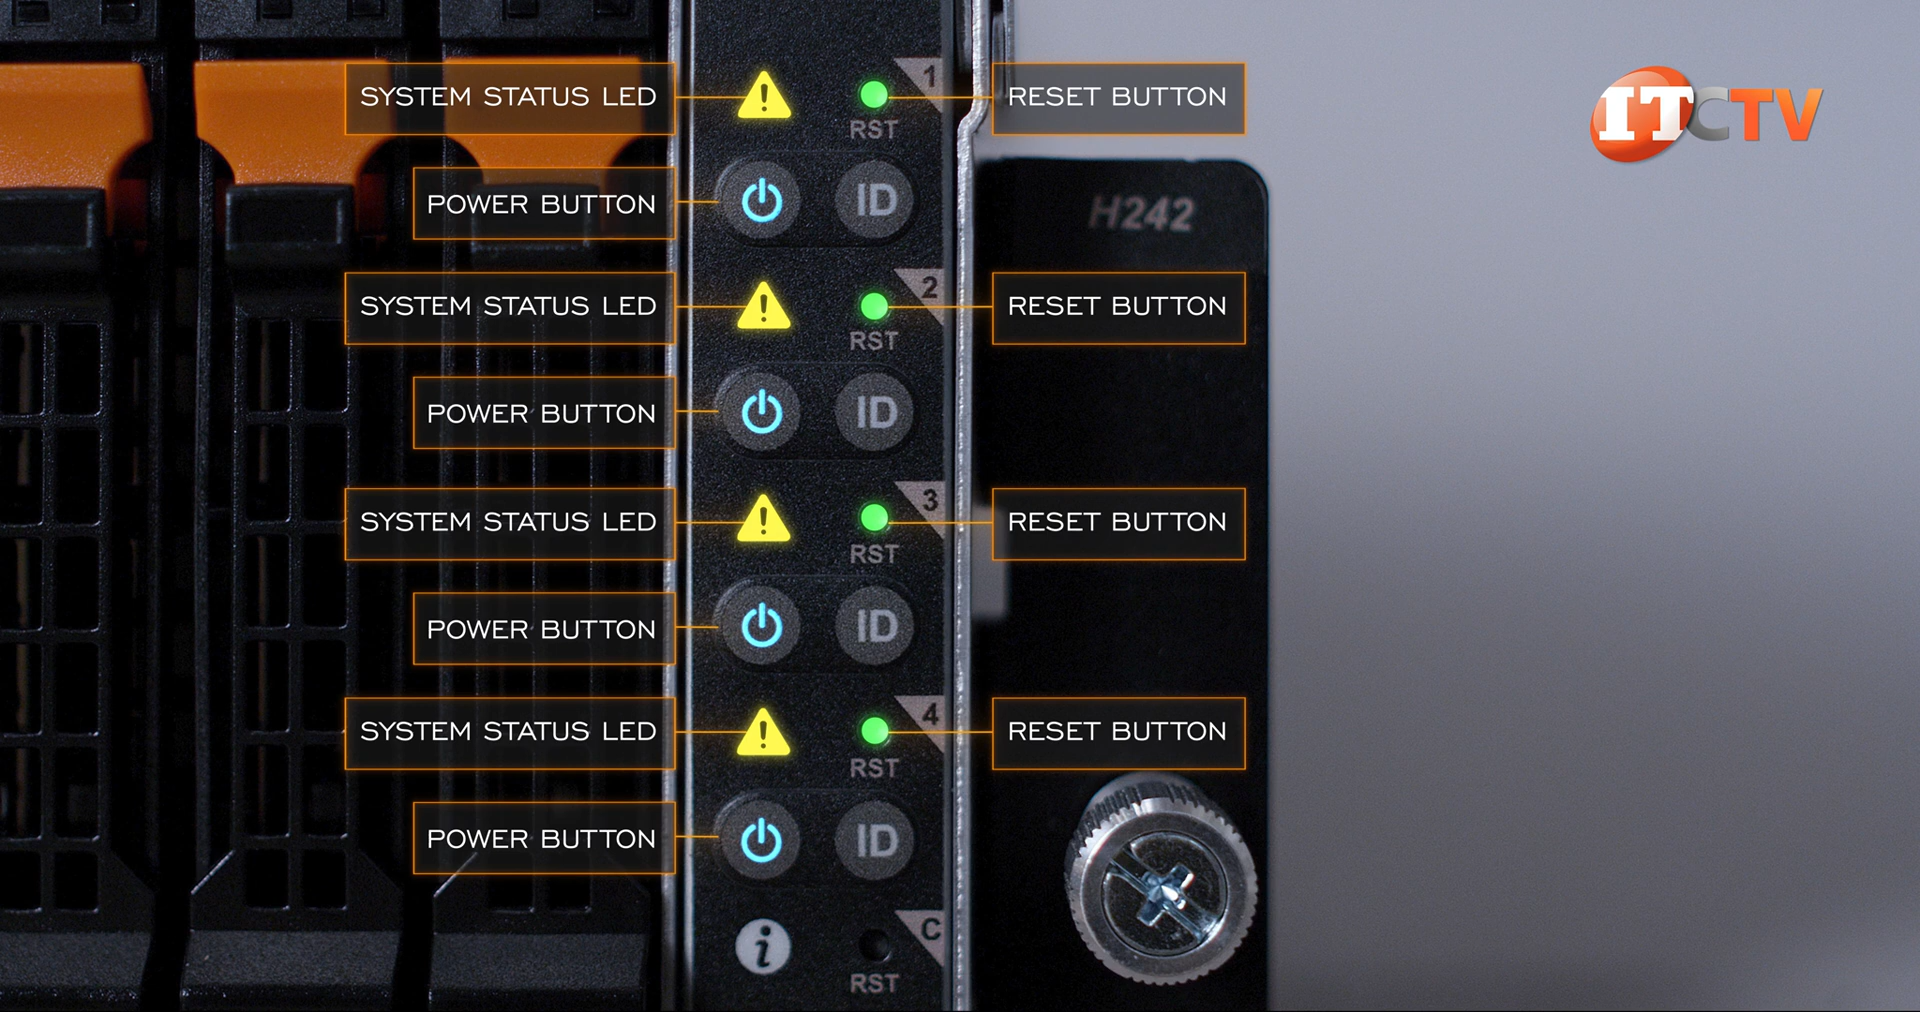 SYSTEM STATUS LED
1
RST
RESET BUTTON
ITCTV
POWER BUTTON
ID
H242
SYSTEM STATUS LED
2
RST
RESET BUTTON
POWER BUTTON
ID
SYSTEM STATUS LED
3
RST
RESET BUTTON
POWER BUTTON
ID
SYSTEM STATUS LED
4
RST
RESET BUTTON
POWER BUTTON
ID
i
C
RST